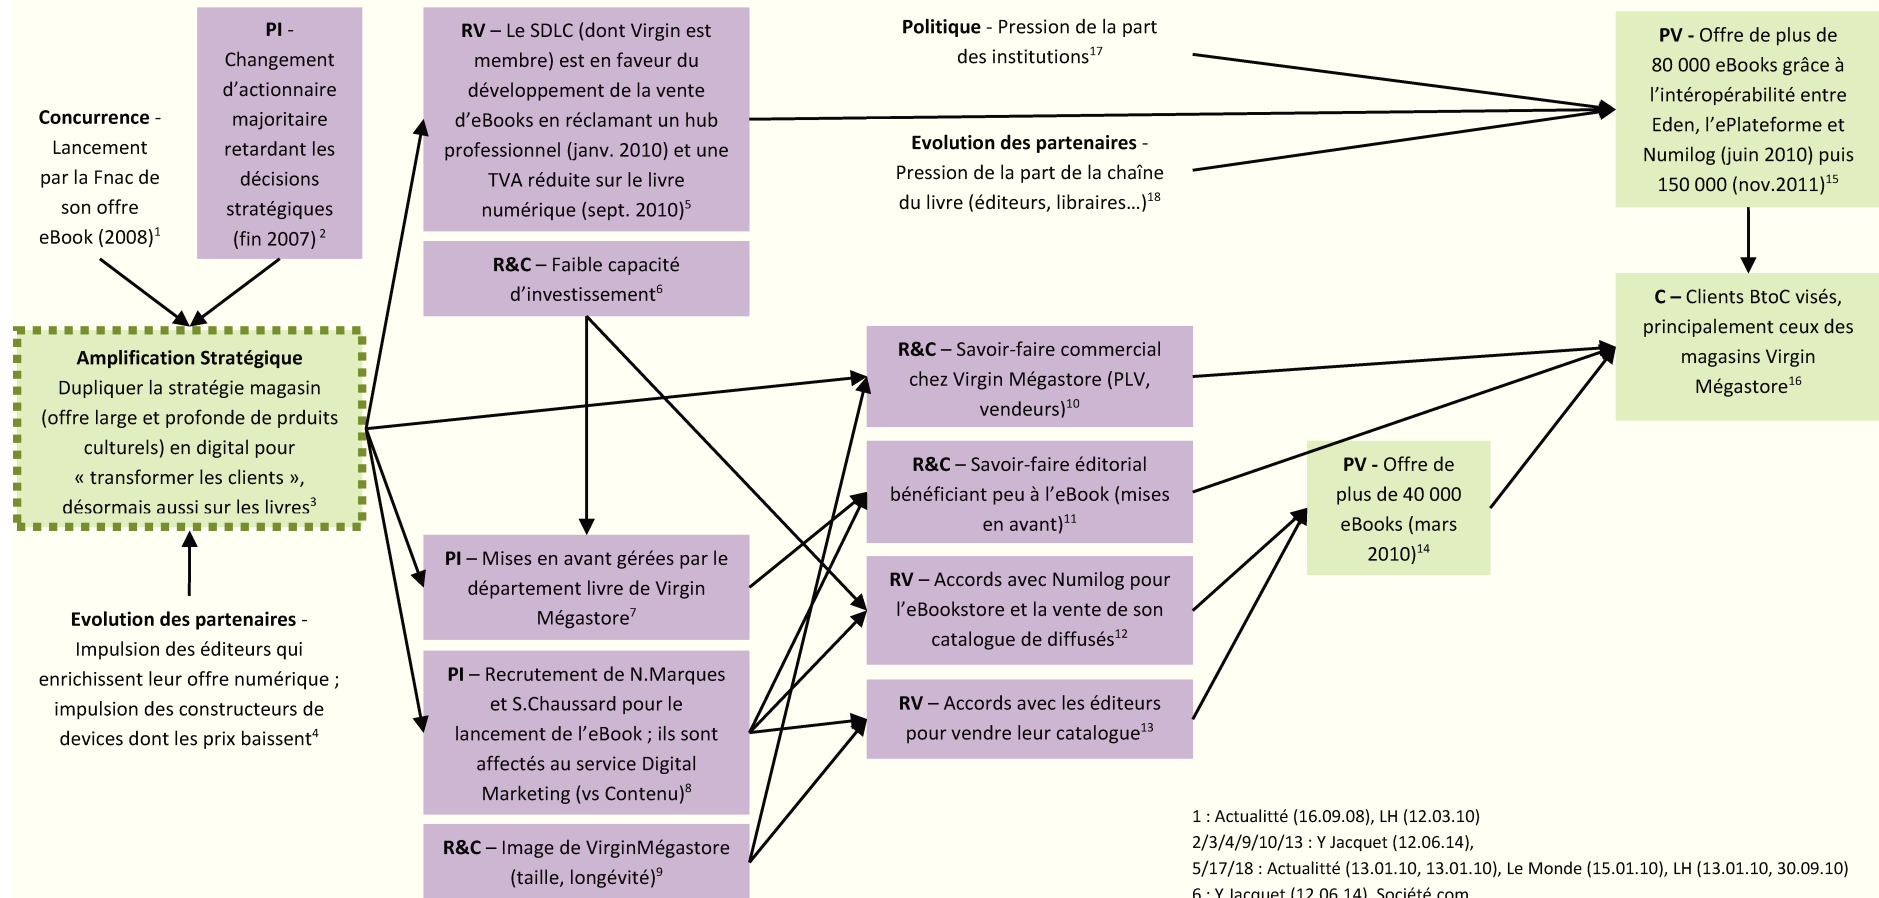 Concurrence -
Lancement
par la Fnac de
son offre
eBook (2008)1
PI -
Changement
d’actionnaire
majoritaire
retardant les
décisions
stratégiques
(fin 2007) 2
Amplification Stratégique
Dupliquer la stratégie magasin
(offre large et profonde de prduits
culturels) en digital pour
« transformer les clients »,
désormais aussi sur les livres3
Evolution des partenaires -
Impulsion des éditeurs qui
enrichissent leur offre numérique ;
impulsion des constructeurs de
devices dont les prix baissent4
RV – Le SDLC (dont Virgin est
membre) est en faveur du
développement de la vente
d’eBooks en réclamant un hub
professionnel (janv. 2010) et une
TVA réduite sur le livre
numérique (sept. 2010)5
R&C – Faible capacité
d’investissement6
PI – Mises en avant gérées par le
département livre de Virgin
Mégastore7
PI – Recrutement de N.Marques
et S.Chaussard pour le
lancement de l’eBook ; ils sont
affectés au service Digital
Marketing (vs Contenu)8
R&C – Image de VirginMégastore
(taille, longévité)9
Politique - Pression de la part
des institutions17
Evolution des partenaires -
Pression de la part de la chaîne
du livre (éditeurs, libraires…)18
R&C – Savoir-faire commercial
chez Virgin Mégastore (PLV,
vendeurs)10
R&C – Savoir-faire éditorial
bénéficiant peu à l’eBook (mises
en avant)11
RV – Accords avec Numilog pour
l’eBookstore et la vente de son
catalogue de diffusés12
RV – Accords avec les éditeurs
pour vendre leur catalogue13
PV - Offre de
plus de 40 000
eBooks (mars
2010)14
PV - Offre de plus de
80 000 eBooks grâce à
l’intéropérabilité entre
Eden, l’ePlateforme et
Numilog (juin 2010) puis
150 000 (nov.2011)15
C – Clients BtoC visés,
principalement ceux des
magasins Virgin
Mégastore16
1 : Actualitté (16.09.08), LH (12.03.10)
2/3/4/9/10/13 : Y Jacquet (12.06.14),
5/17/18 : Actualitté (13.01.10, 13.01.10), Le Monde (15.01.10), LH (13.01.10, 30.09.10)
6 : Y Jacquet (12.06.14), Société.com